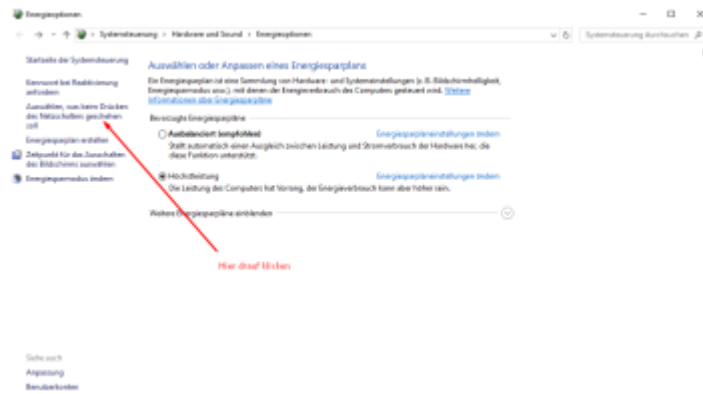 Energieoptionen
Systemsteuerung > Hardware und Sound > Energieoptionen
Systemsteuerung durchsuchen
Startseite der Systemsteuerung
Kennwort bei Reaktivierung
anfordern
Auswählen, was beim Drücken
des Netzschalters geschehen
soll
Energiesparplan erstellen
Zeitpunkt für das Ausschalten
des Bildschirms auswählen
Energiesparmodus ändern
Auswählen oder Anpassen eines Energiesparplans
Ein Energiesparplan ist eine Sammlung von Hardware- und Systemeinstellungen (z. B. Bildschirmhelligkeit,
Energiesparmodus usw.), mit denen der Energieverbrauch des Computers gesteuert wird. Weitere
Informationen über Energiesparpläne
Bevorzugte Energiesparpläne
Ausbalanciert (empfohlen) Energiesparplaneinstellungen ändern
Stellt automatisch einen Ausgleich zwischen Leistung und Stromverbrauch der Hardware her, die
diese Funktion unterstützt.
Höchstleistung Energiesparplaneinstellungen ändern
Die Leistung des Computers hat Vorrang, der Energieverbrauch kann aber höher sein.
Weitere Energiesparpläne einblenden
Hier drauf klicken
Siehe auch
Anpassung
Benutzerkonten